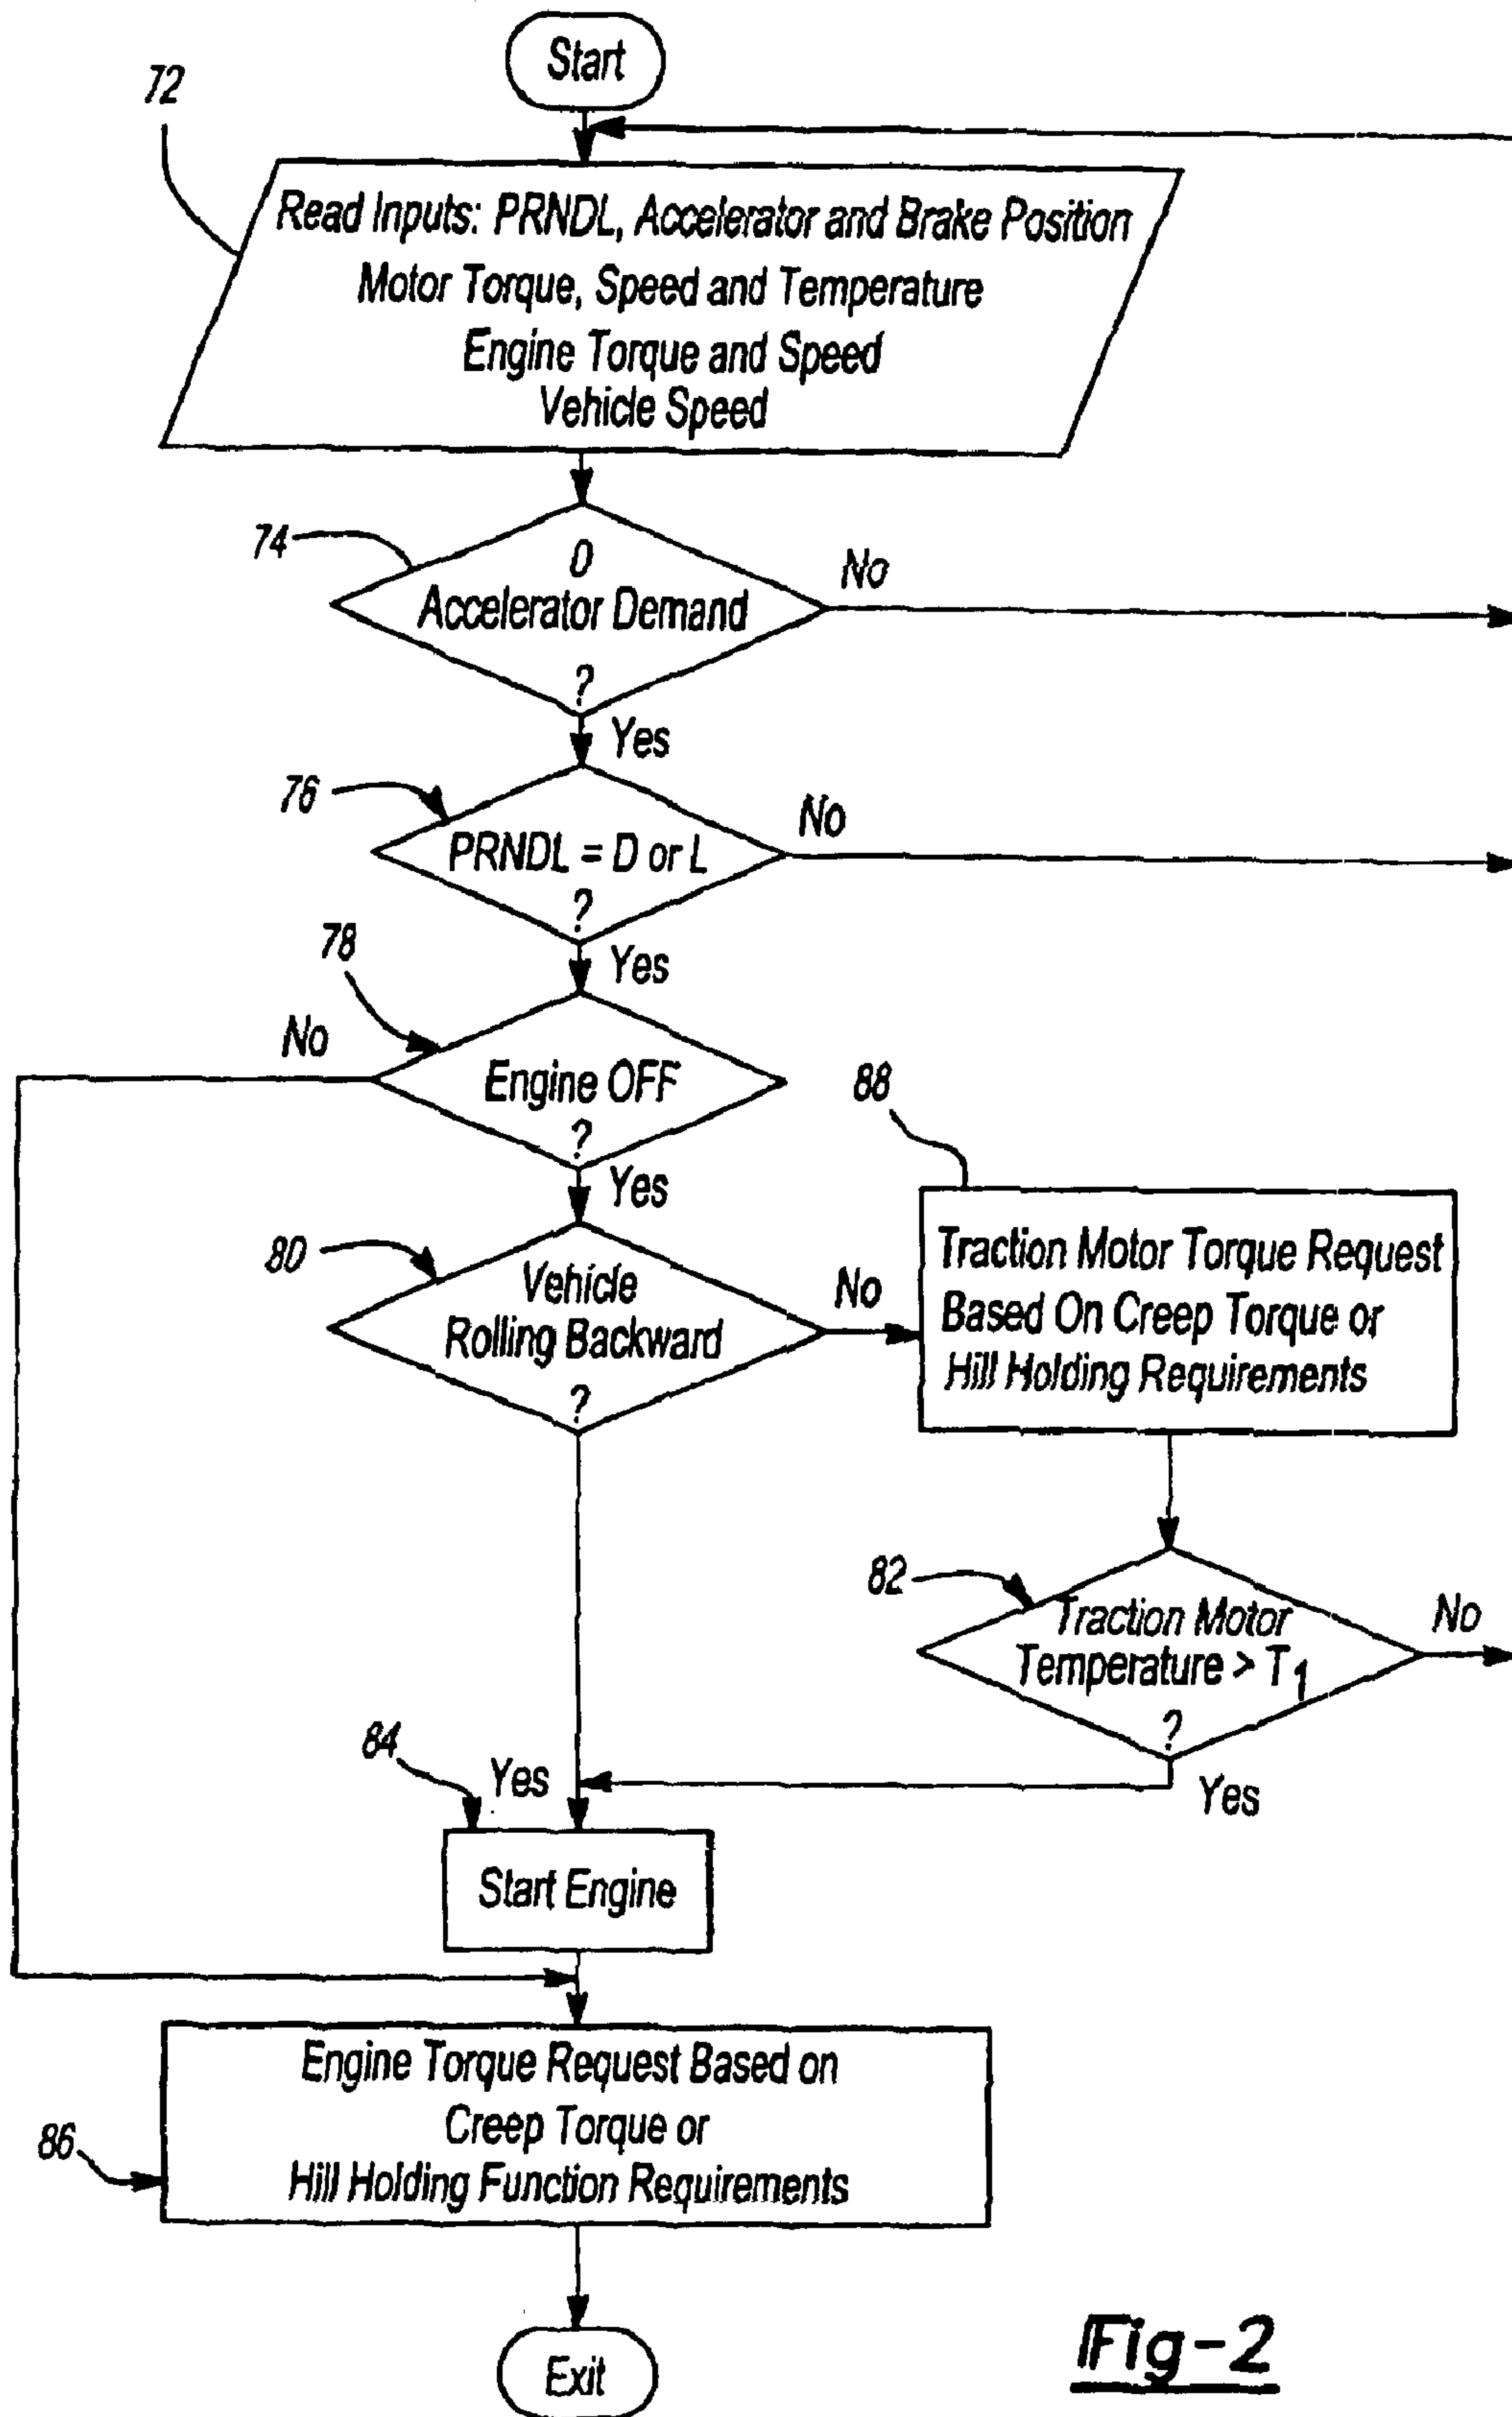 Start
72
Read Inputs: PRNDL, Accelerator and Brake Position
Motor Torque, Speed and Temperature
Engine Torque and Speed
Vehicle Speed
74
0
Accelerator Demand
?
No
Yes
76
PRNDL = D or L
?
No
Yes
78
No
Engine OFF
?
Yes
80
Vehicle
Rolling Backward
?
No
88
Traction Motor Torque Request
Based On Creep Torque or
Hill Holding Requirements
82
Traction Motor
Temperature > T1
?
No
Yes
84
Yes
Start Engine
Engine Torque Request Based on
Creep Torque or
Hill Holding Function Requirements
86
Exit
Fig-2